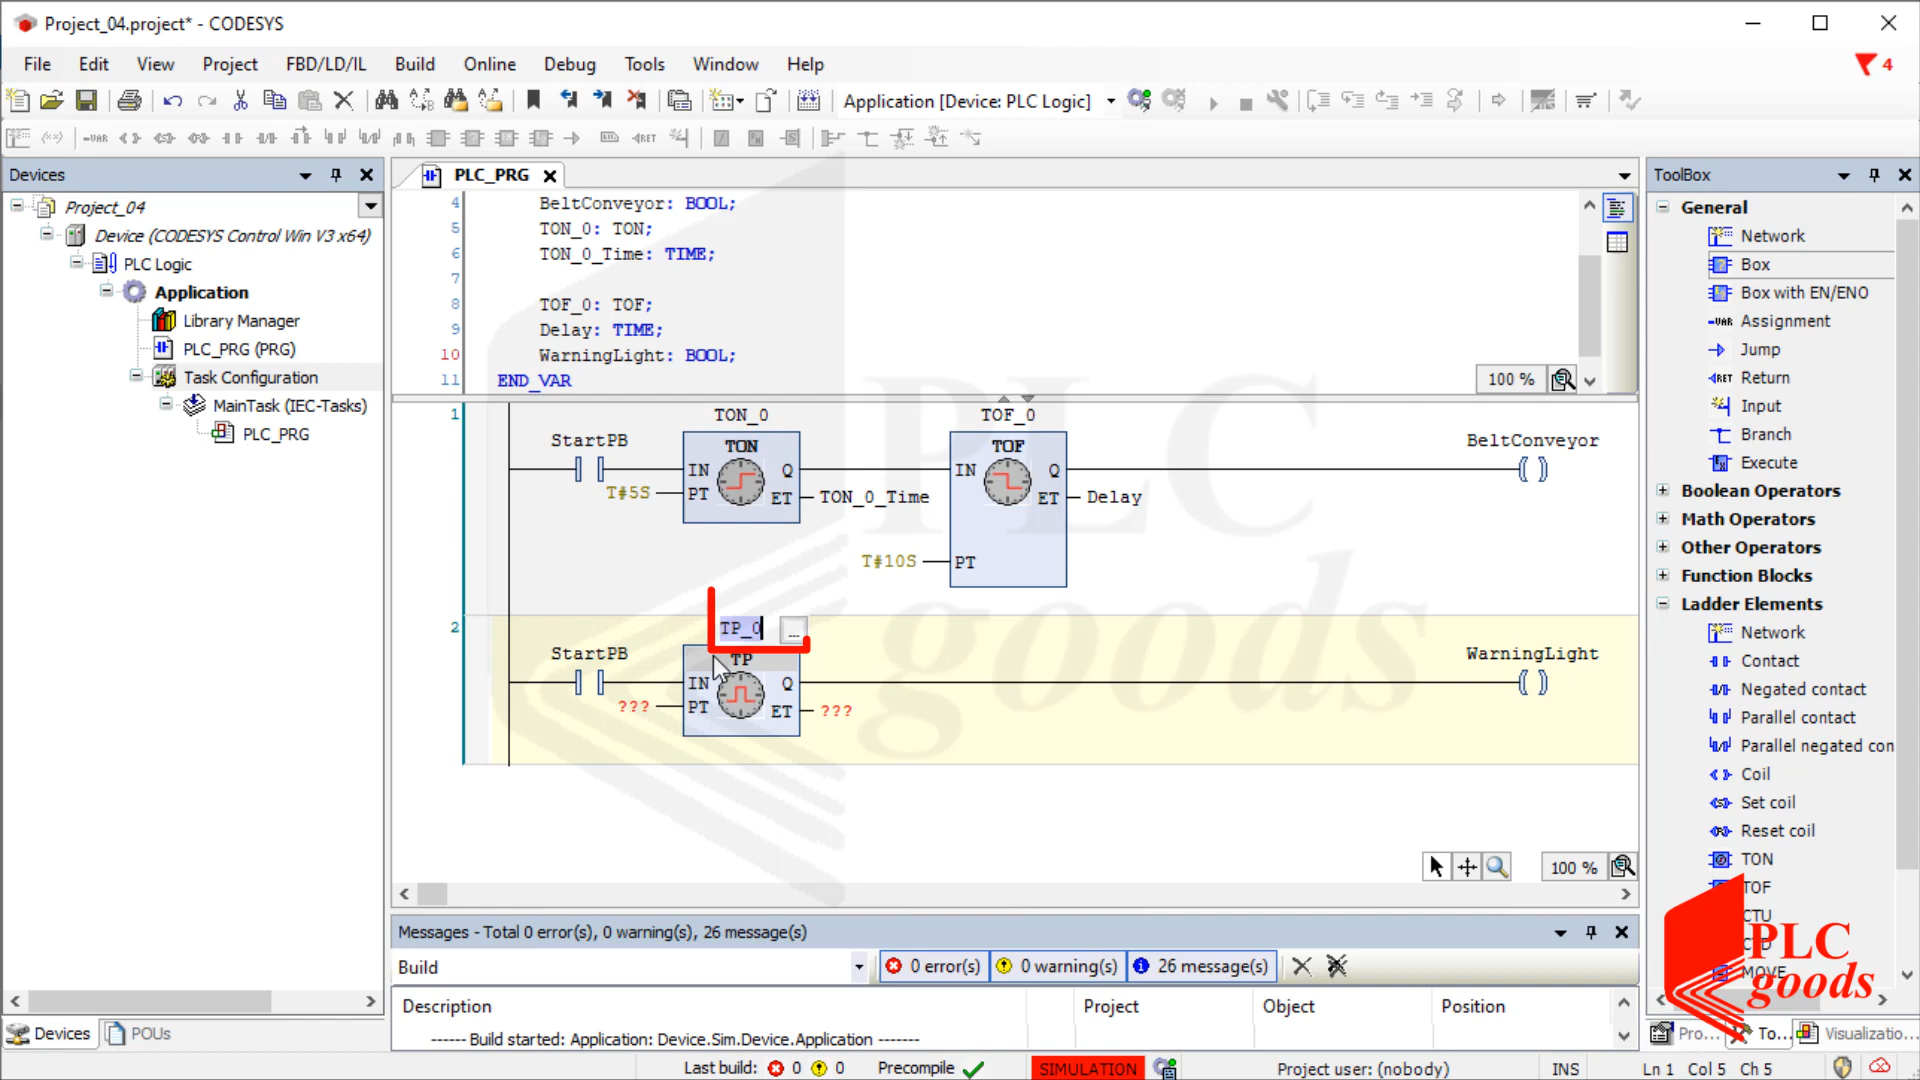 Project_04.project* - CODESYS
File Edit View Project FBD/LD/IL Build Online Debug Tools Window Help
4
Application [Device: PLC Logic]
Devices
PLC_PRG
ToolBox
Project_04
Device (CODESYS Control Win V3 x64)
PLC Logic
Application
Library Manager
PLC_PRG (PRG)
Task Configuration
MainTask (IEC-Tasks)
PLC_PRG
4 BeltConveyor: BOOL;
5 TON_0: TON;
6 TON_0_Time: TIME;
7
8 TOF_0: TOF;
9 Delay: TIME;
10 WarningLight: BOOL;
11 END_VAR
100 %
1
TON_0 TOF_0
StartPB TON TOF BeltConveyor
IN Q IN Q
T#5S PT ET TON_0_Time ET Delay
T#10S PT
2
TP_0 ...
StartPB TP WarningLight
IN Q
??? PT ET ???
PLC
goods
100 %
General
Network
Box
Box with EN/ENO
Assignment
Jump
Return
Input
Branch
Execute
Boolean Operators
Math Operators
Other Operators
Function Blocks
Ladder Elements
Network
Contact
Negated contact
Parallel contact
Parallel negated con
Coil
Set coil
Reset coil
TON
TOF
CTU
CTD
MOVE
PLC
goods
Messages - Total 0 error(s), 0 warning(s), 26 message(s)
Build 0 error(s) 0 warning(s) 26 message(s)
Description Project Object Position
------ Build started: Application: Device.Sim.Device.Application -------
Devices POUs
Pro... To... Visualizatio...
Last build: 0 0 Precompile SIMULATION Project user: (nobody) INS Ln 1 Col 5 Ch 5